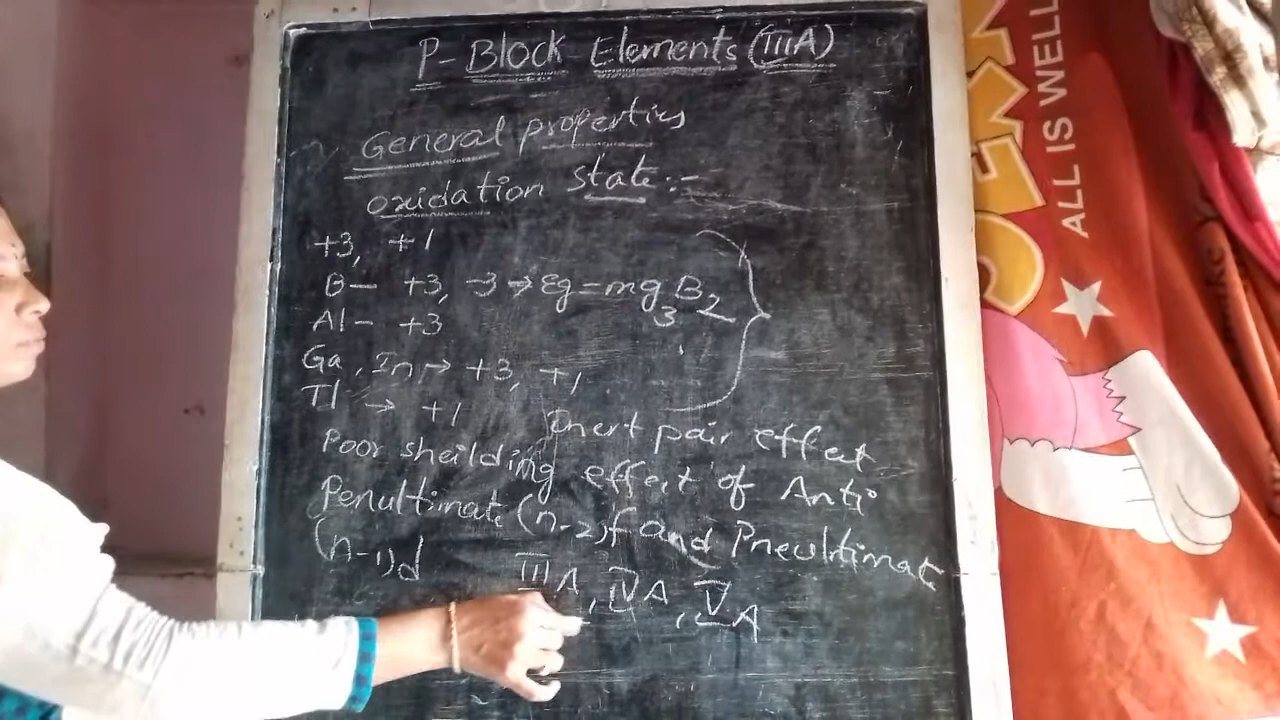 P-Block Elements (IIIA)
General properties
oxidation state:-
+3, +1
B— +3, -3 → Eg = mg3B2
Al - +3
Ga, In → +3, +1
Tl → +1
Inert pair effect
Poor sheilding effect of Anti
Penultimate (n-2)f and Pneultimate
(n-1)d
IIIA, IVA, VA
ALL IS WELL